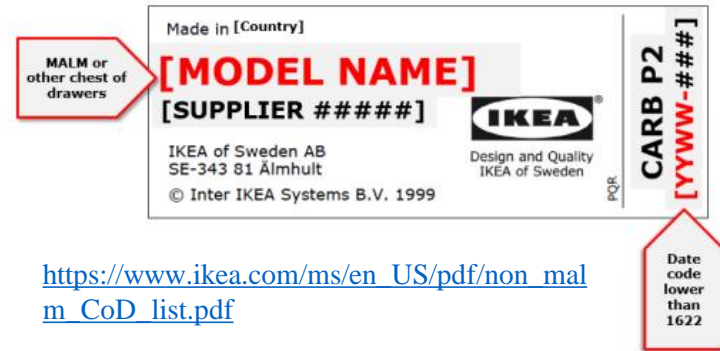 Made in [Country]
MALM or
other chest of
drawers
[MODEL NAME]
[SUPPLIER #####]
IKEA
®
IKEA of Sweden AB
SE-343 81 Älmhult
© Inter IKEA Systems B.V. 1999
Design and Quality
IKEA of Sweden
PQR
CARB P2
[YYWW-###]
Date
code
lower
than
1622
https://www.ikea.com/ms/en_US/pdf/non_mal
m_CoD_list.pdf